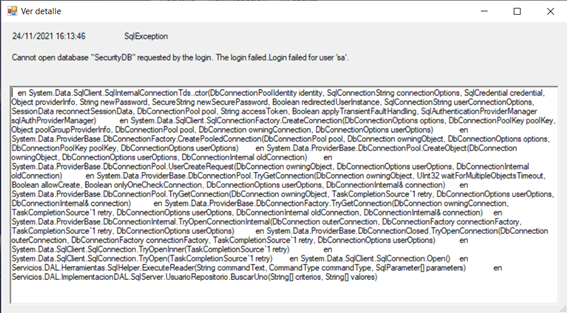 Ver detalle
24/11/2021 16:13:46 SqlException
Cannot open database "SecurityDB" requested by the login. The login failed.Login failed for user 'sa'.
en System.Data.SqlClient.SqlInternalConnectionTds..ctor(DbConnectionPoolIdentity identity, SqlConnectionString connectionOptions, SqlCredential credential,
Object providerInfo, String newPassword, SecureString newSecurePassword, Boolean redirectedUserInstance, SqlConnectionString userConnectionOptions,
SessionData reconnectSessionData, DbConnectionPool pool, String accessToken, Boolean applyTransientFaultHandling, SqlAuthenticationProviderManager
sqlAuthProviderManager) en System.Data.SqlClient.SqlConnectionFactory.CreateConnection(DbConnectionOptions options, DbConnectionPoolKey poolKey,
Object poolGroupProviderInfo, DbConnectionPool pool, DbConnection owningConnection, DbConnectionOptions userOptions) en
System.Data.ProviderBase.DbConnectionFactory.CreatePooledConnection(DbConnectionPool pool, DbConnection owningObject, DbConnectionOptions options,
DbConnectionPoolKey poolKey, DbConnectionOptions userOptions) en System.Data.ProviderBase.DbConnectionPool.CreateObject(DbConnection
owningObject, DbConnectionOptions userOptions, DbConnectionInternal oldConnection) en
System.Data.ProviderBase.DbConnectionPool.UserCreateRequest(DbConnection owningObject, DbConnectionOptions userOptions, DbConnectionInternal
oldConnection) en System.Data.ProviderBase.DbConnectionPool.TryGetConnection(DbConnection owningObject, UInt32 waitForMultipleObjectsTimeout,
Boolean allowCreate, Boolean onlyOneCheckConnection, DbConnectionOptions userOptions, DbConnectionInternal& connection) en
System.Data.ProviderBase.DbConnectionPool.TryGetConnection(DbConnection owningObject, TaskCompletionSource`1 retry, DbConnectionOptions userOptions,
DbConnectionInternal& connection) en System.Data.ProviderBase.DbConnectionFactory.TryGetConnection(DbConnection owningConnection,
TaskCompletionSource`1 retry, DbConnectionOptions userOptions, DbConnectionInternal oldConnection, DbConnectionInternal& connection) en
System.Data.ProviderBase.DbConnectionInternal.TryOpenConnectionInternal(DbConnection outerConnection, DbConnectionFactory connectionFactory,
TaskCompletionSource`1 retry, DbConnectionOptions userOptions) en System.Data.ProviderBase.DbConnectionClosed.TryOpenConnection(DbConnection
outerConnection, DbConnectionFactory connectionFactory, TaskCompletionSource`1 retry, DbConnectionOptions userOptions) en
System.Data.SqlClient.SqlConnection.TryOpenInner(TaskCompletionSource`1 retry) en
System.Data.SqlClient.SqlConnection.TryOpen(TaskCompletionSource`1 retry) en System.Data.SqlClient.SqlConnection.Open() en
Servicios.DAL.Herramientas.SqlHelper.ExecuteReader(String commandText, CommandType commandType, SqlParameter[] parameters) en
Servicios.DAL.ImplementacionDAL.SqlServer.UsuarioRepositorio.BuscarUno(String[] criterios, String[] valores)